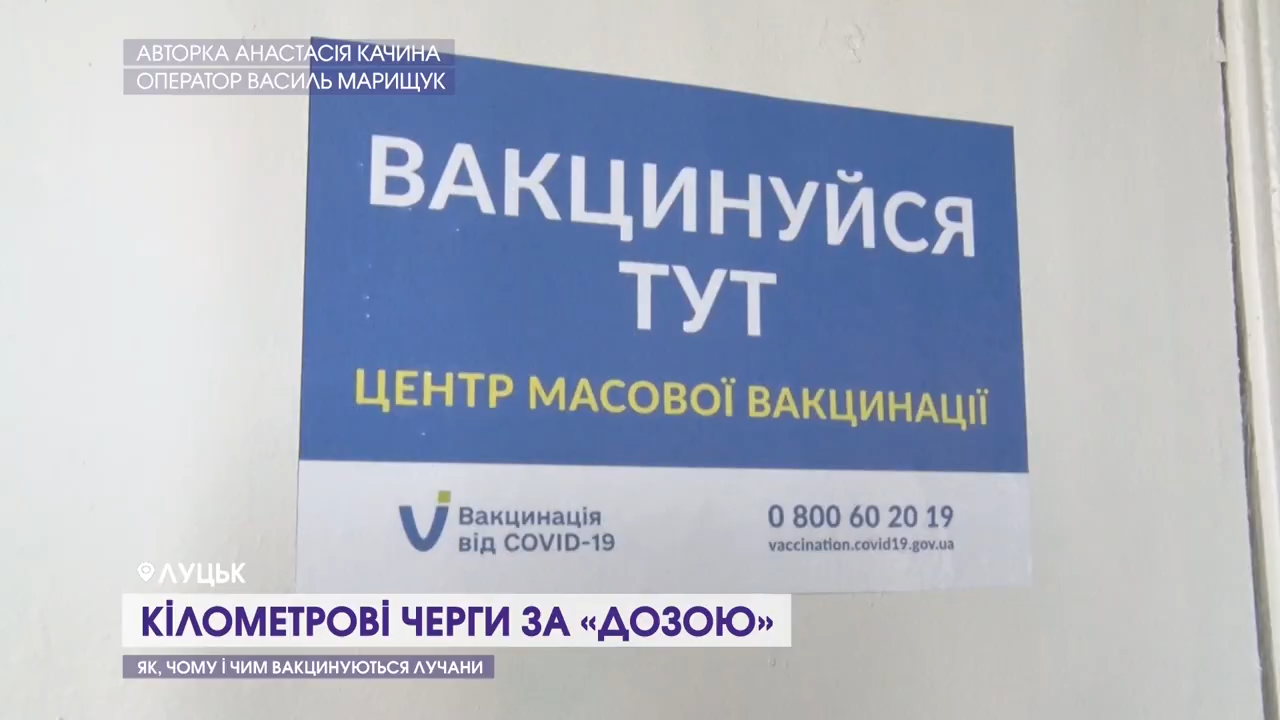 АВТОРКА АНАСТАСІЯ КАЧИНА
ОПЕРАТОР ВАСИЛЬ МАРИЩУК
ВАКЦИНУЙСЯ
ТУТ
ЦЕНТР МАСОВОЇ ВАКЦИНАЦІЇ
Вакцинація
від COVID-19
0 800 60 20 19
vaccination.covid19.gov.ua
ЛУЦЬК
КІЛОМЕТРОВІ ЧЕРГИ ЗА «ДОЗОЮ»
ЯК, ЧОМУ І ЧИМ ВАКЦИНУЮТЬСЯ ЛУЧАНИ